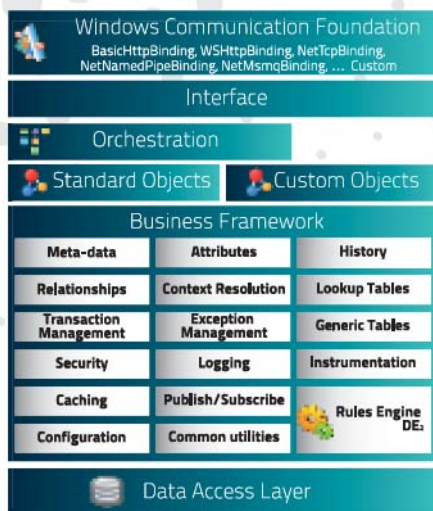 Windows Communication Foundation
BasicHttpBinding, WSHttpBinding, NetTcpBinding,
NetNamedPipeBinding, NetMsmqBinding, ... Custom
Interface
Orchestration
Standard Objects
Custom Objects
Business Framework
Meta-data
Attributes
History
Relationships
Context Resolution
Lookup Tables
Transaction
Management
Exception
Management
Generic Tables
Security
Logging
Instrumentation
Caching
Publish/Subscribe
Rules Engine
DE₂
Configuration
Common utilities
Data Access Layer